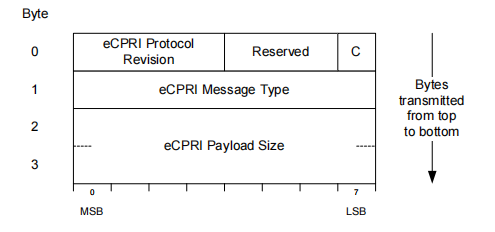 Byte
0
eCPRI Protocol
Revision
Reserved
C
1
eCPRI Message Type
2
eCPRI Payload Size
3
0
7
MSB
LSB
Bytes
transmitted
from top
to bottom